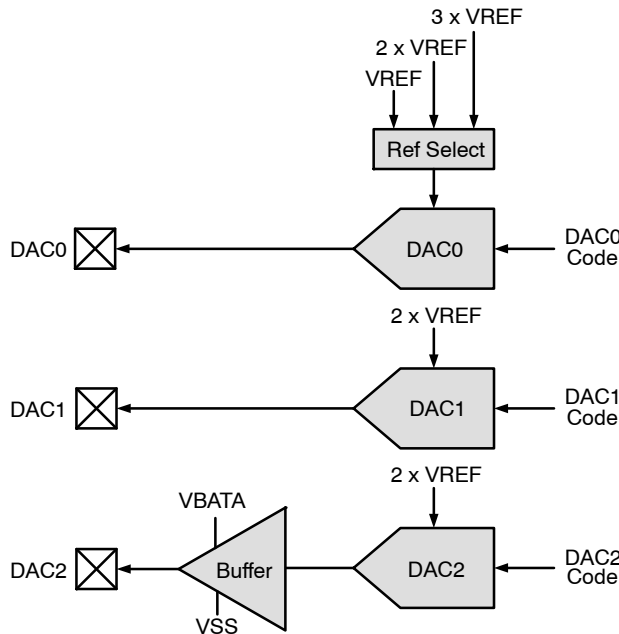 3 x VREF
2 x VREF
VREF
Ref Select
DAC0
DAC0
DAC0
Code
2 x VREF
DAC1
DAC1
DAC1
Code
2 x VREF
VBATA
DAC2
Buffer
DAC2
DAC2
Code
VSS